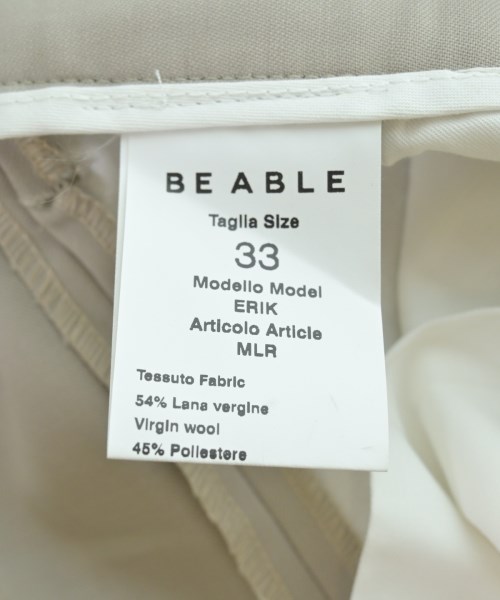 BE ABLE
Taglia Size
33
Modello Model
ERIK
Articolo Article
MLR
Tessuto Fabric
54% Lana vergine
Virgin wool
45% Poliestere